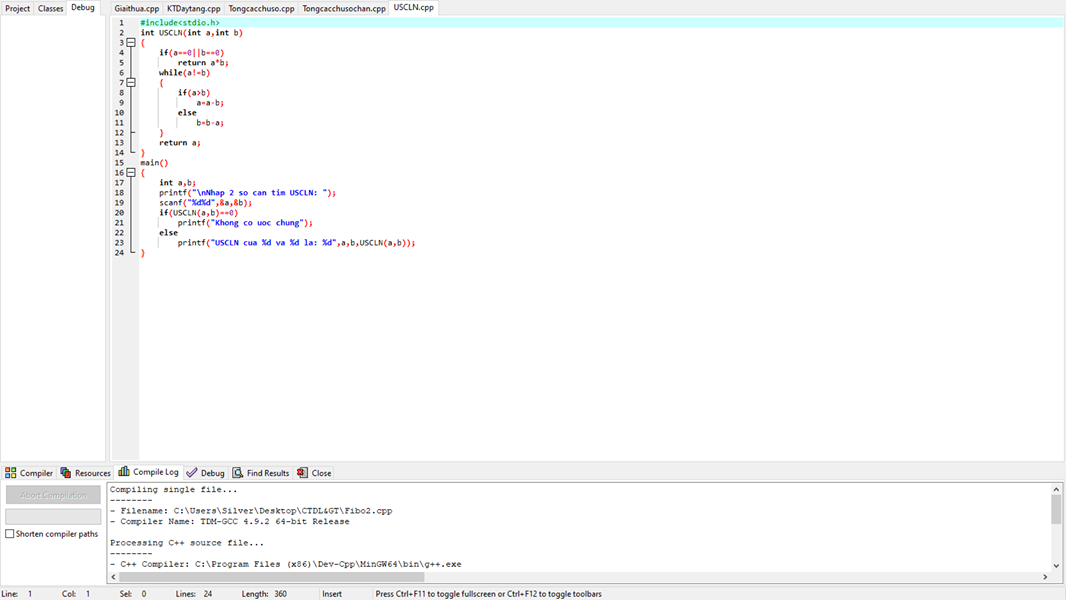 Project Classes Debug Giaithua.cpp KTDaytang.cpp Tongcacchuso.cpp Tongcacchusochan.cpp USCLN.cpp
1 #include<stdio.h>
2 int USCLN(int a,int b)
3 {
4 if(a==0||b==0)
5 return a*b;
6 while(a!=b)
7 {
8 if(a>b)
9 a=a-b;
10 else
11 b=b-a;
12 }
13 return a;
14 }
15 main()
16 {
17 int a,b;
18 printf("\nNhap 2 so can tim USCLN: ");
19 scanf("%d%d",&a,&b);
20 if(USCLN(a,b)==0)
21 printf("Khong co uoc chung");
22 else
23 printf("USCLN cua %d va %d la: %d",a,b,USCLN(a,b));
24 }
Compiler Resources Compile Log Debug Find Results Close
Abort Compilation
Shorten compiler paths
Compiling single file...
--------
- Filename: C:\Users\Silver\Desktop\CTDL&GT\Fibo2.cpp
- Compiler Name: TDM-GCC 4.9.2 64-bit Release
Processing C++ source file...
--------
- C++ Compiler: C:\Program Files (x86)\Dev-Cpp\MinGW64\bin\g++.exe
Line: 1 Col: 1 Sel: 0 Lines: 24 Length: 360 Insert Press Ctrl+F11 to toggle fullscreen or Ctrl+F12 to toggle toolbars